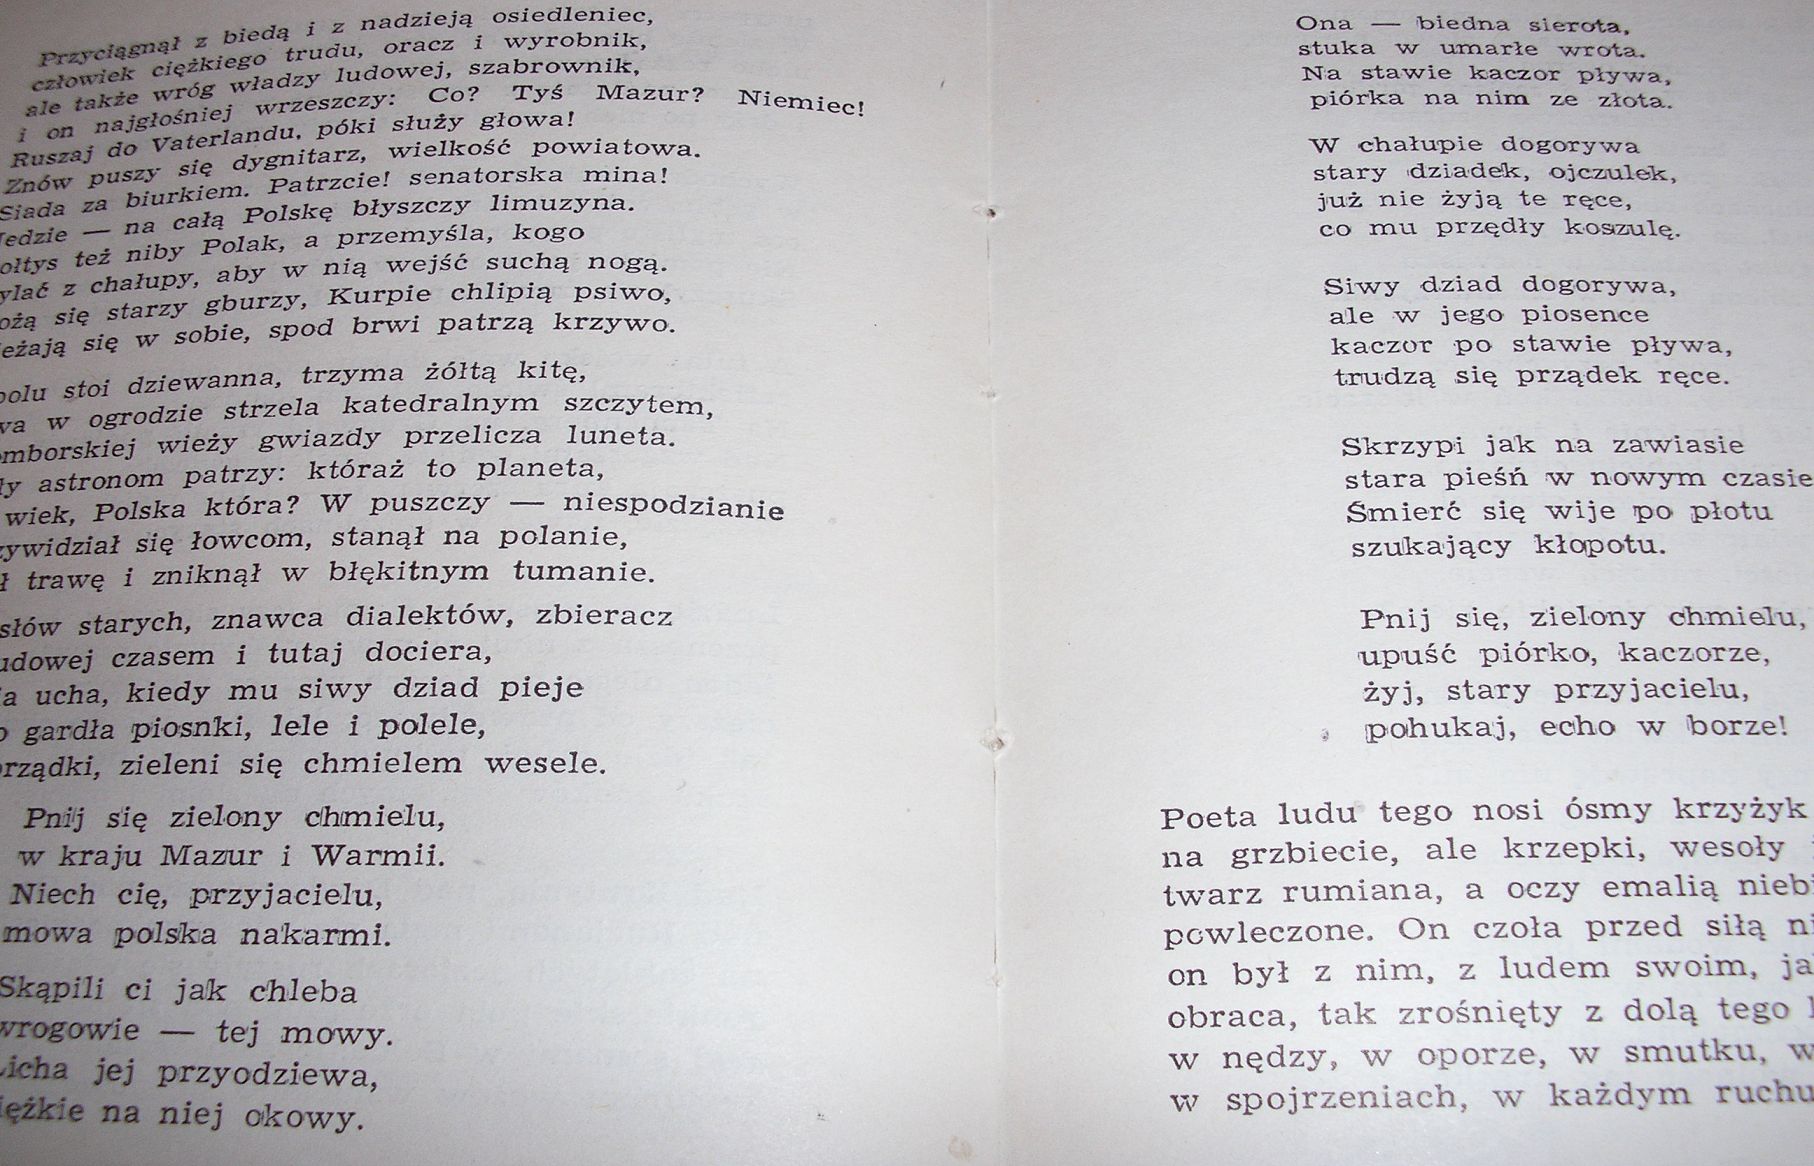 Przyciągnął z biedą i z nadzieją osiedleniec,
człowiek ciężkiego trudu, oracz i wyrobnik,
ale także wróg władzy ludowej, szabrownik,
i on najgłośniej wrzeszczy: Co? Tyś Mazur? Niemiec!
Ruszaj do Vaterlandu, póki służy głowa!
Znów puszy się dygnitarz, wielkość powiatowa.
Siada za biurkiem. Patrzcie! senatorska mina!
Jedzie — na całą Polskę błyszczy limuzyna.
ołtys też niby Polak, a przemyśla, kogo
ylać z chałupy, aby w nią wejść suchą nogą.
ożą się starzy gburzy, Kurpie chlipią psiwo,
eżają się w sobie, spod brwi patrzą krzywo.
polu stoi dziewanna, trzyma żółtą kitę,
wa w ogrodzie strzela katedralnym szczytem,
omborskiej wieży gwiazdy przelicza luneta.
ly astronom patrzy: któraż to planeta,
wiek, Polska która? W puszczy — niespodzianie
zywidział się łowcom, stanął na polanie,
ł trawę i zniknął w błękitnym tumanie.
słów starych, znawca dialektów, zbieracz
udowej czasem i tutaj dociera,
ia ucha, kiedy mu siwy dziad pieje
o gardła piosnki, lele i polele,
prządki, zieleni się chmielem wesele.
Pnij się zielony chmielu,
w kraju Mazur i Warmii.
Niech cię, przyjacielu,
mowa polska nakarmi.
Skąpili ci jak chleba
wrogowie — tej mowy.
Licha jej przyodziewa,
iężkie na niej okowy.
Ona — biedna sierota,
stuka w umarłe wrota.
Na stawie kaczor pływa,
piórka na nim ze złota.
W chałupie dogorywa
stary dziadek, ojczulek,
już nie żyją te ręce,
co mu przędły koszulę.
Siwy dziad dogorywa,
ale w jego piosence
kaczor po stawie pływa,
trudzą się prządek ręce.
Skrzypi jak na zawiasie
stara pieśń w nowym czasie
Śmierć się wije po płotu
szukający kłopotu.
Pnij się, zielony chmielu,
upuść piórko, kaczorze,
żyj, stary przyjacielu,
pohukaj, echo w borze!
Poeta ludu tego nosi ósmy krzyżyk
na grzbiecie, ale krzepki, wesoły
twarz rumiana, a oczy emalią niebi
powleczone. On czoła przed siłą ni
on był z nim, z ludem swoim, ja
obraca, tak zrośnięty z dolą tego
w nędzy, w oporze, w smutku, w
w spojrzeniach, w każdym ruchu